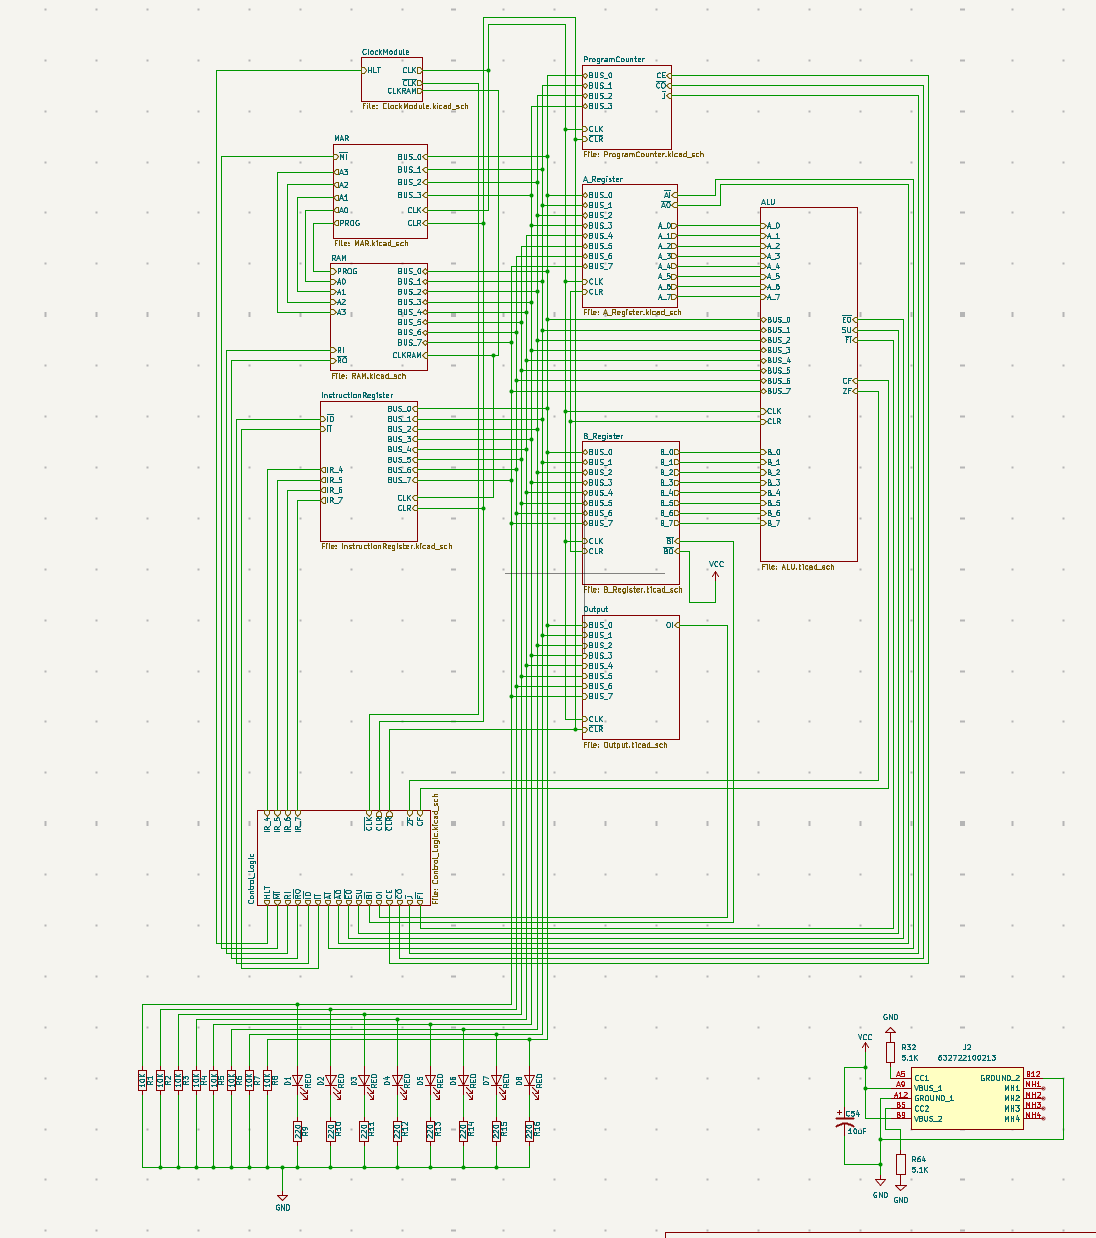 ClockModule
HLT
CLK
CLK
CLKRAM
File: ClockModule.kicad_sch
MAR
MI
A3
A2
A1
A0
PROG
BUS_0
BUS_1
BUS_2
BUS_3
CLK
CLR
File: MAR.kicad_sch
RAM
PROG
A0
A1
A2
A3
RI
RO
BUS_0
BUS_1
BUS_2
BUS_3
BUS_4
BUS_5
BUS_6
BUS_7
CLKRAM
File: RAM.kicad_sch
InstructionRegister
IO
II
IR_4
IR_5
IR_6
IR_7
BUS_0
BUS_1
BUS_2
BUS_3
BUS_4
BUS_5
BUS_6
BUS_7
CLK
CLR
File: InstructionRegister.kicad_sch
ProgramCounter
BUS_0
BUS_1
BUS_2
BUS_3
CLK
CLR
CE
CO
J
File: ProgramCounter.kicad_sch
A_Register
BUS_0
BUS_1
BUS_2
BUS_3
BUS_4
BUS_5
BUS_6
BUS_7
CLK
CLR
AI
AO
A_0
A_1
A_2
A_3
A_4
A_5
A_6
A_7
File: A_Register.kicad_sch
ALU
A_0
A_1
A_2
A_3
A_4
A_5
A_6
A_7
BUS_0
BUS_1
BUS_2
BUS_3
BUS_4
BUS_5
BUS_6
BUS_7
CLK
CLR
B_0
B_1
B_2
B_3
B_4
B_5
B_6
B_7
EO
SU
FI
CF
ZF
File: ALU.kicad_sch
B_Register
BUS_0
BUS_1
BUS_2
BUS_3
BUS_4
BUS_5
BUS_6
BUS_7
CLK
CLR
B_0
B_1
B_2
B_3
B_4
B_5
B_6
B_7
BI
BO
File: B_Register.kicad_sch
VCC
Output
BUS_0
BUS_1
BUS_2
BUS_3
BUS_4
BUS_5
BUS_6
BUS_7
CLK
CLR
OI
File: Output.kicad_sch
Control_Logic
IR_4
IR_5
IR_6
IR_7
CLK
CLR
CLR
ZF
CF
HLT
MI
RI
RO
IO
II
AI
AO
EO
SU
BI
OI
CE
CO
J
FI
File: Control_Logic.kicad_sch
10K R1
10K R2
10K R3
10K R4
10K R5
10K R6
10K R7
10K R8
D1 RED
D2 RED
D3 RED
D4 RED
D5 RED
D6 RED
D7 RED
D8 RED
220 R9
220 R10
220 R11
220 R12
220 R13
220 R14
220 R15
220 R16
GND
GND
VCC
R32
5.1K
J2
632722100213
A5
A9
A12
B5
B9
CC1
VBUS_1
GROUND_1
CC2
VBUS_2
GROUND_2
MH1
MH2
MH3
MH4
B12
MH1
MH2
MH3
MH4
C54
10uF
R64
5.1K
GND
GND